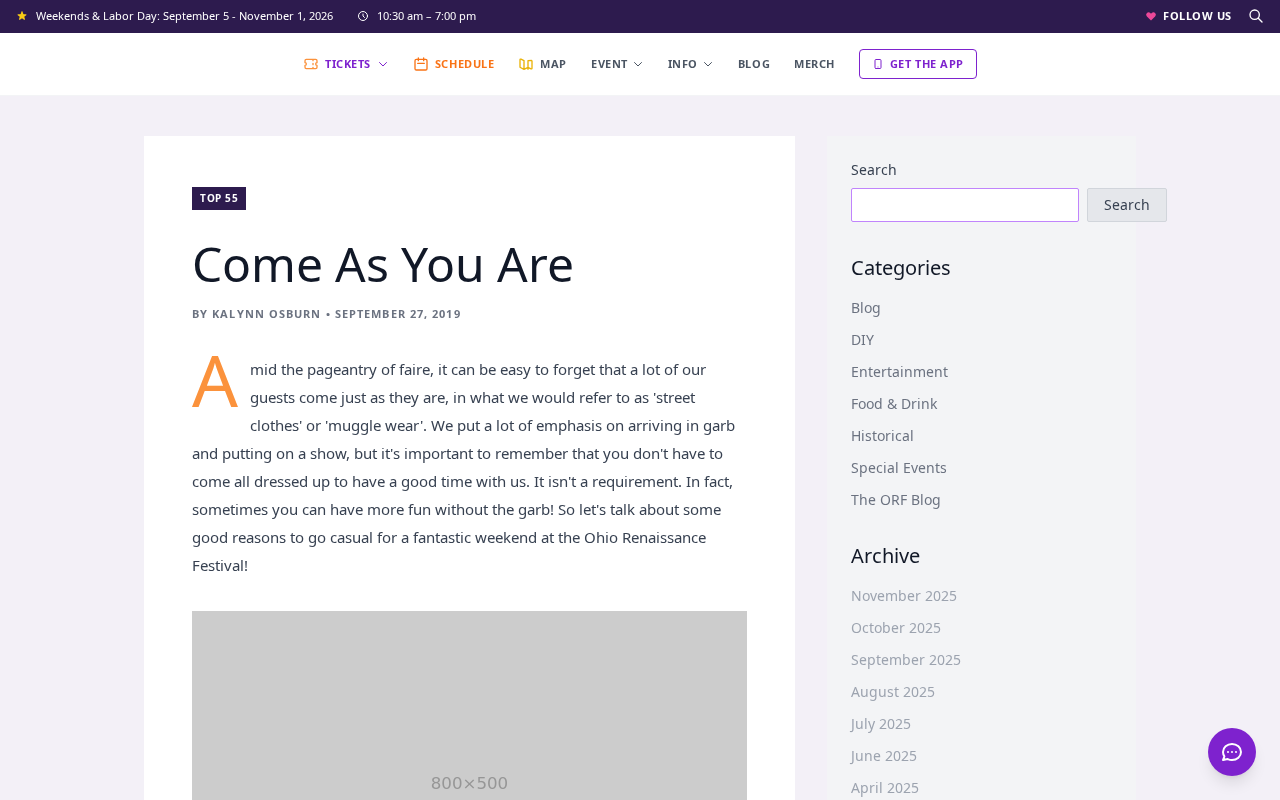 Weekends & Labor Day: September 5 - November 1, 2026
10:30 am – 7:00 pm
FOLLOW US
TICKETS
SCHEDULE
MAP
EVENT
INFO
BLOG
MERCH
GET THE APP
TOP 55
Come As You Are
BY KALYNN OSBURN • SEPTEMBER 27, 2019
Amid the pageantry of faire, it can be easy to forget that a lot of our
guests come just as they are, in what we would refer to as 'street
clothes' or 'muggle wear'. We put a lot of emphasis on arriving in garb
and putting on a show, but it's important to remember that you don't have to
come all dressed up to have a good time with us. It isn't a requirement. In fact,
sometimes you can have more fun without the garb! So let's talk about some
good reasons to go casual for a fantastic weekend at the Ohio Renaissance
Festival!
800×500
Search
Search
Categories
Blog
DIY
Entertainment
Food & Drink
Historical
Special Events
The ORF Blog
Archive
November 2025
October 2025
September 2025
August 2025
July 2025
June 2025
April 2025